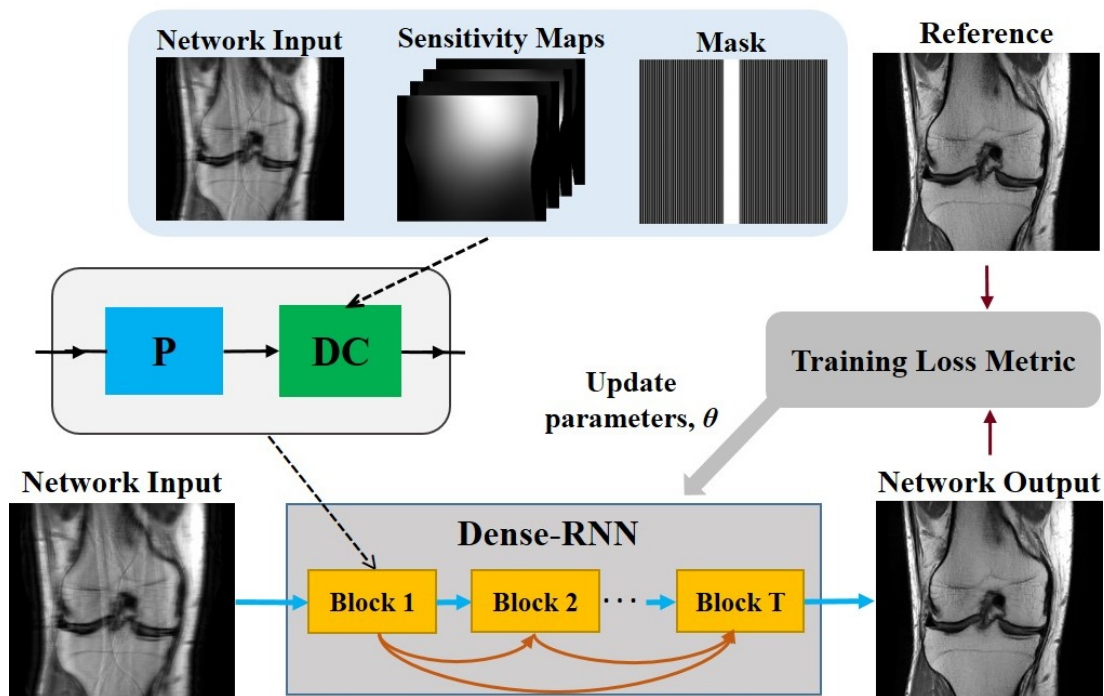 Network Input
Sensitivity Maps
Mask
Reference
P
DC
Training Loss Metric
Update
parameters, θ
Network Input
Network Output
Dense-RNN
Block 1
Block 2
...
Block T